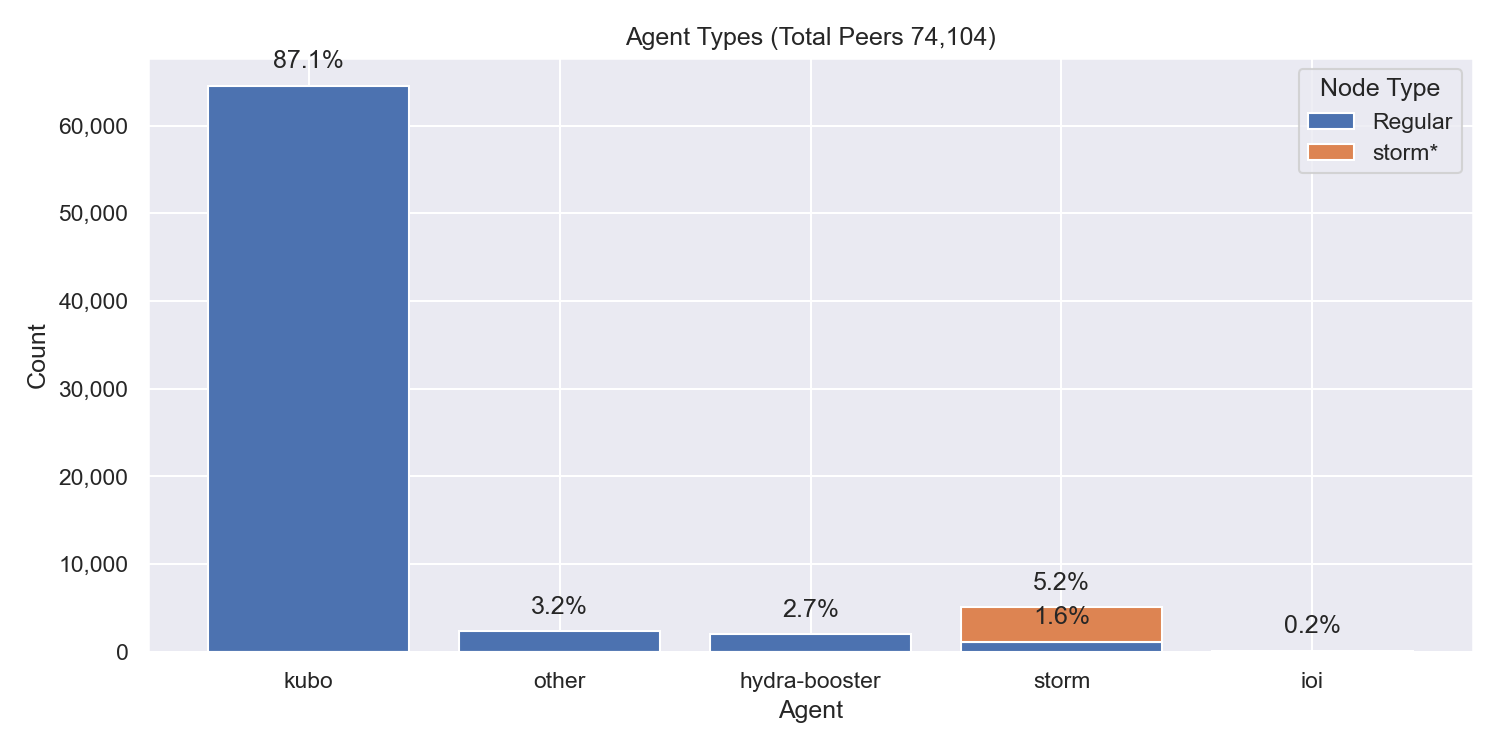 Agent Types (Total Peers 74,104)
87.1%
Node Type
Regular
storm*
60,000
50,000
40,000
Count
30,000
20,000
10,000
5.2%
3.2%
2.7%
1.6%
0.2%
0
kubo
other
hydra-booster
storm
ioi
Agent